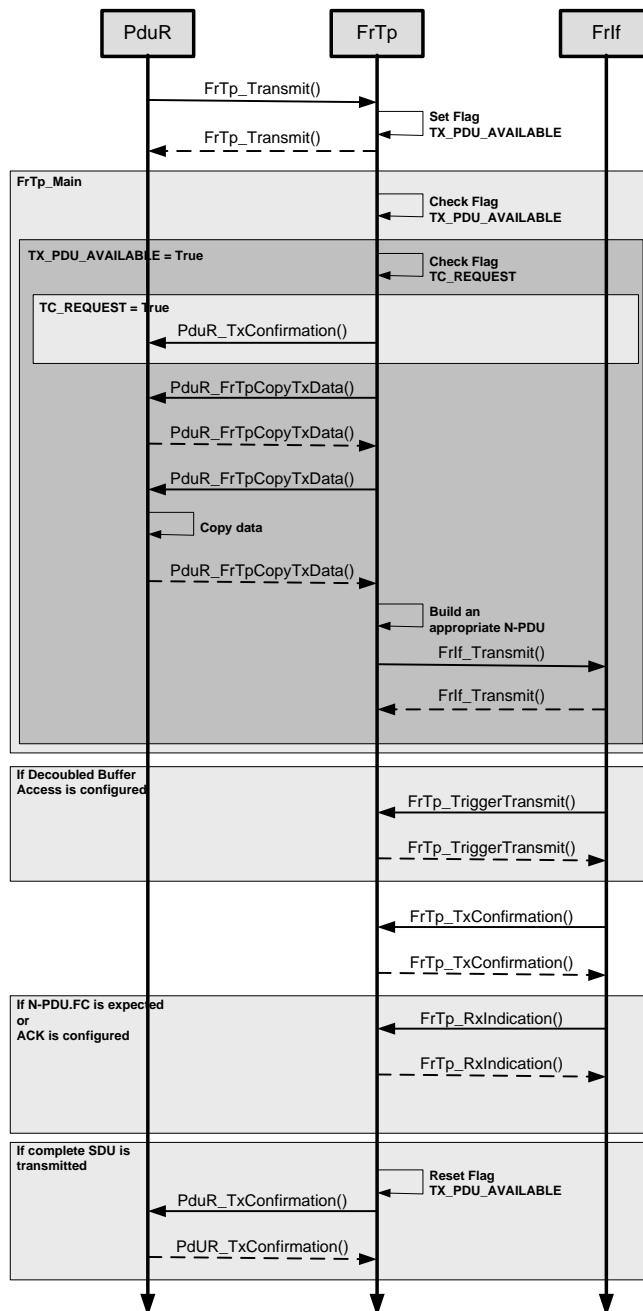 PduR
FrTp
FrIf
FrTp_Transmit()
Set Flag
TX_PDU_AVAILABLE
FrTp_Transmit()
FrTp_Main
Check Flag
TX_PDU_AVAILABLE
TX_PDU_AVAILABLE = True
Check Flag
TC_REQUEST
TC_REQUEST = True
PduR_TxConfirmation()
PduR_FrTpCopyTxData()
PduR_FrTpCopyTxData()
PduR_FrTpCopyTxData()
Copy data
PduR_FrTpCopyTxData()
Build an
appropriate N-PDU
FrIf_Transmit()
FrIf_Transmit()
If Decoubled Buffer
Access is configured
FrTp_TriggerTransmit()
FrTp_TriggerTransmit()
FrTp_TxConfirmation()
FrTp_TxConfirmation()
If N-PDU.FC is expected
or
ACK is configured
FrTp_RxIndication()
FrTp_RxIndication()
If complete SDU is
transmitted
Reset Flag
TX_PDU_AVAILABLE
PduR_TxConfirmation()
PdUR_TxConfirmation()